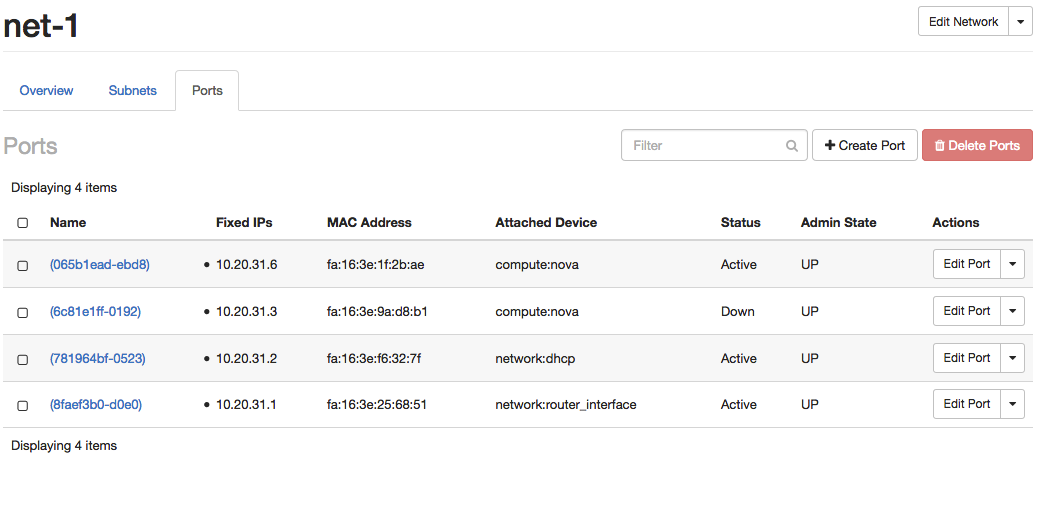 net-1
Edit Network
Overview Subnets Ports
Ports
Filter Create Port Delete Ports
Displaying 4 items
Name Fixed IPs MAC Address Attached Device Status Admin State Actions
(065b1ead-ebd8) • 10.20.31.6 fa:16:3e:1f:2b:ae compute:nova Active UP Edit Port
(6c81e1ff-0192) • 10.20.31.3 fa:16:3e:9a:d8:b1 compute:nova Down UP Edit Port
(781964bf-0523) • 10.20.31.2 fa:16:3e:f6:32:7f network:dhcp Active UP Edit Port
(8faef3b0-d0e0) • 10.20.31.1 fa:16:3e:25:68:51 network:router_interface Active UP Edit Port
Displaying 4 items